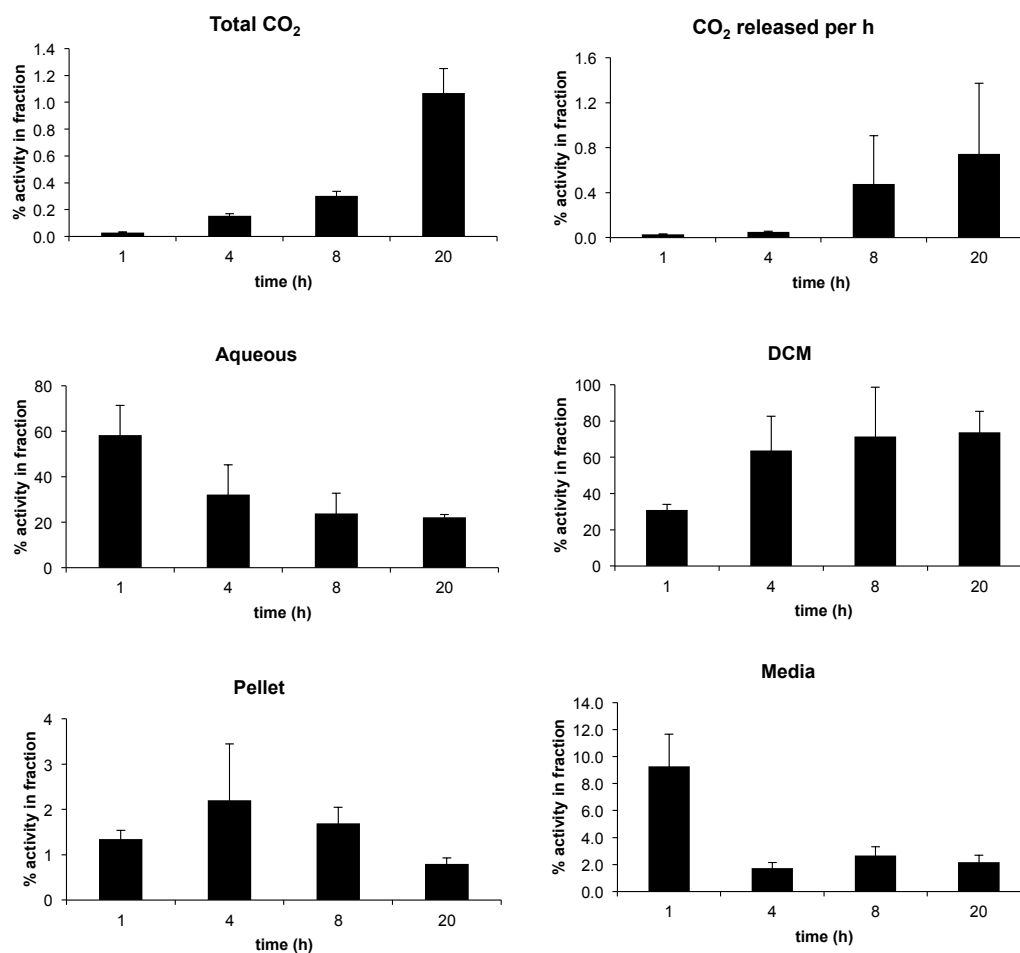 Total CO₂
% activity in fraction
1.4
1.2
1.0
0.8
0.6
0.4
0.2
0.0
1 4 8 20
time (h)
CO₂ released per h
% activity in fraction
1.6
1.2
0.8
0.4
0.0
1 4 8 20
time (h)
Aqueous
% activity in fraction
80
60
40
20
0
1 4 8 20
time (h)
DCM
% activity in fraction
100
80
60
40
20
0
1 4 8 20
time (h)
Pellet
% activity in fraction
4
3
2
1
0
1 4 8 20
time (h)
Media
% activity in fraction
14.0
12.0
10.0
8.0
6.0
4.0
2.0
0.0
1 4 8 20
time (h)